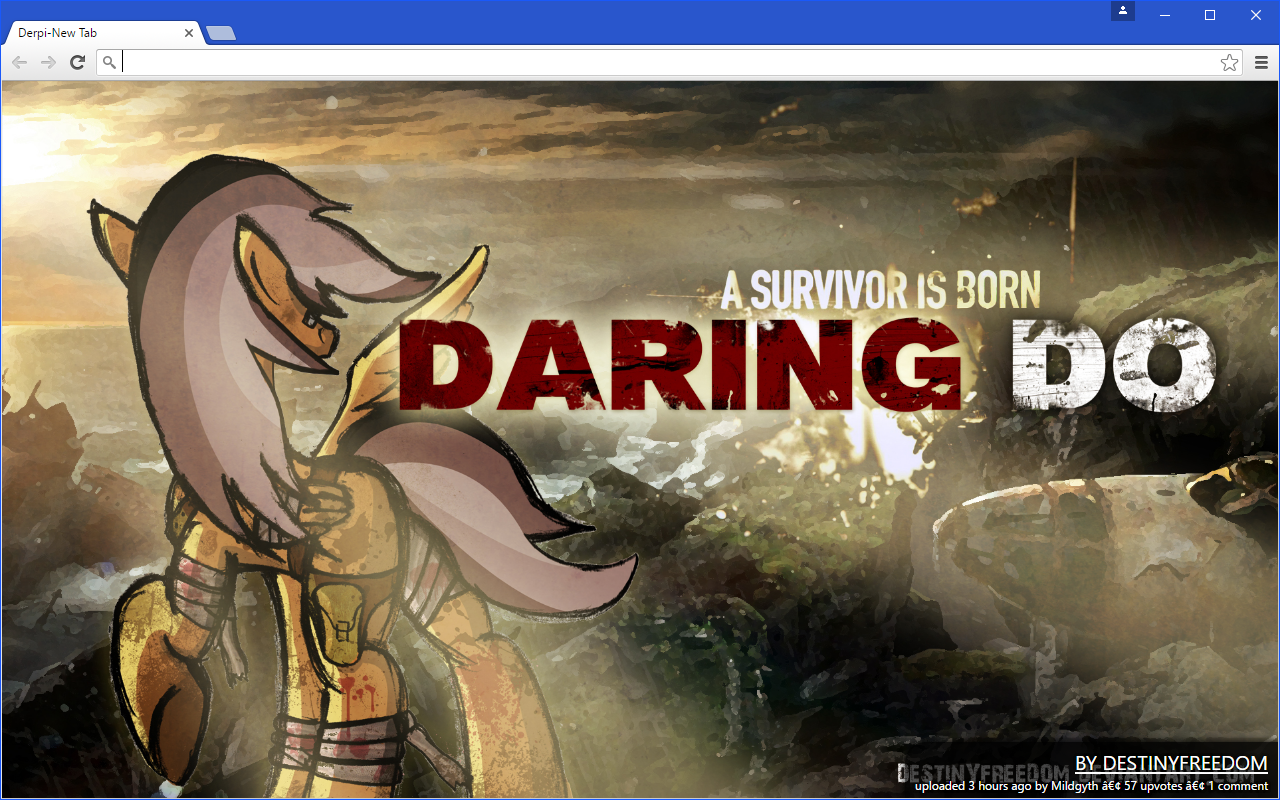 Derpi-New Tab
A SURVIVOR IS BORN
DARING DO
BY DESTINYFREEDOM
DESTINYFREEDOM.DEVIANTART.COM
uploaded 3 hours ago by Mildgyth â€¢ 57 upvotes â€¢ 1 comment